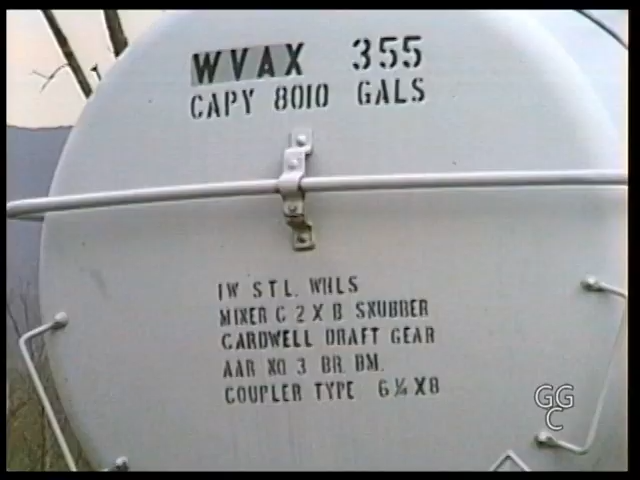 WVAX 355
CAPY 8010 GALS
1W STL. WHLS
MINER C 2 X B SNUBBER
CARDWELL DRAFT GEAR
AAR NO 3 BR. BM.
COUPLER TYPE 6¼X8
GGC